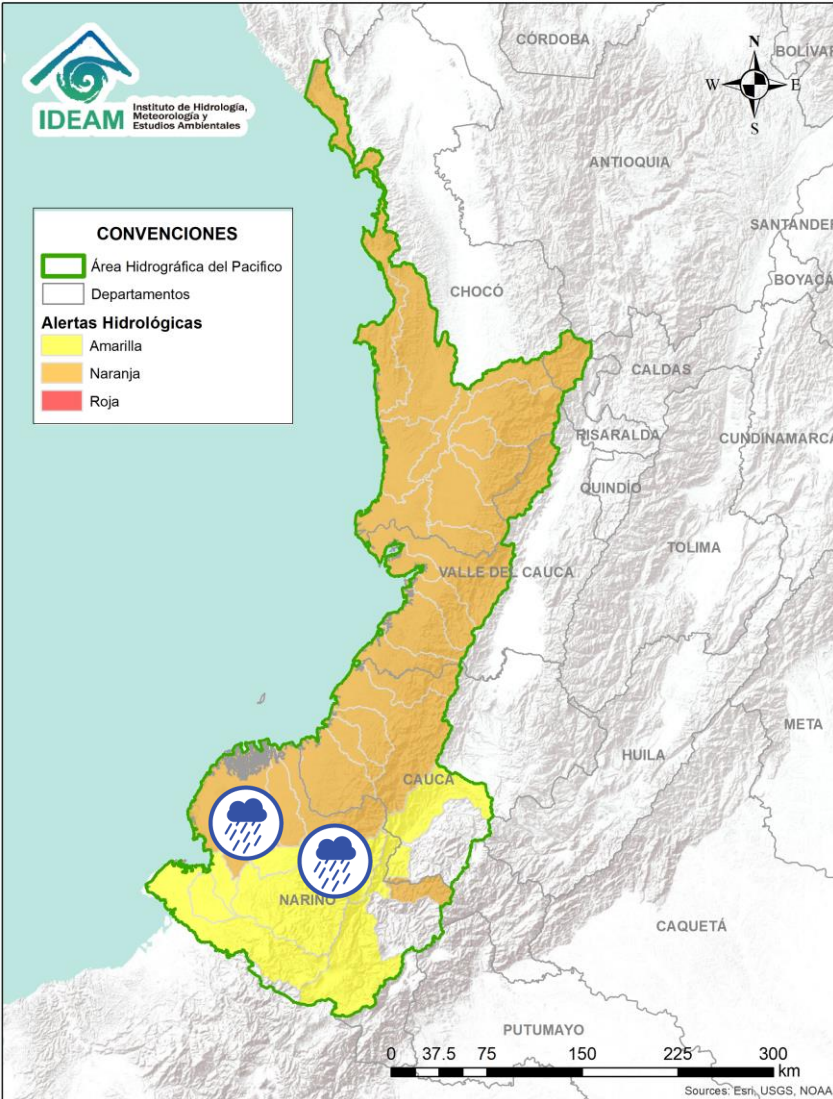 IDEAM
Instituto de Hidrología,
Meteorología y
Estudios Ambientales
CÓRDOBA
BOLÍVAR
N
W
E
S
ANTIOQUIA
SANTANDER
BOYACÁ
CONVENCIONES
Área Hidrográfica del Pacifico
Departamentos
Alertas Hidrológicas
Amarilla
Naranja
Roja
CHOCÓ
CALDAS
RISARALDA
CUNDINAMARCA
QUINDÍO
TOLIMA
VALLE DEL CAUCA
META
HUILA
CAUCA
NARIÑO
CAQUETÁ
PUTUMAYO
0 37.5 75 150 225 300
km
Sources: Esri, USGS, NOAA